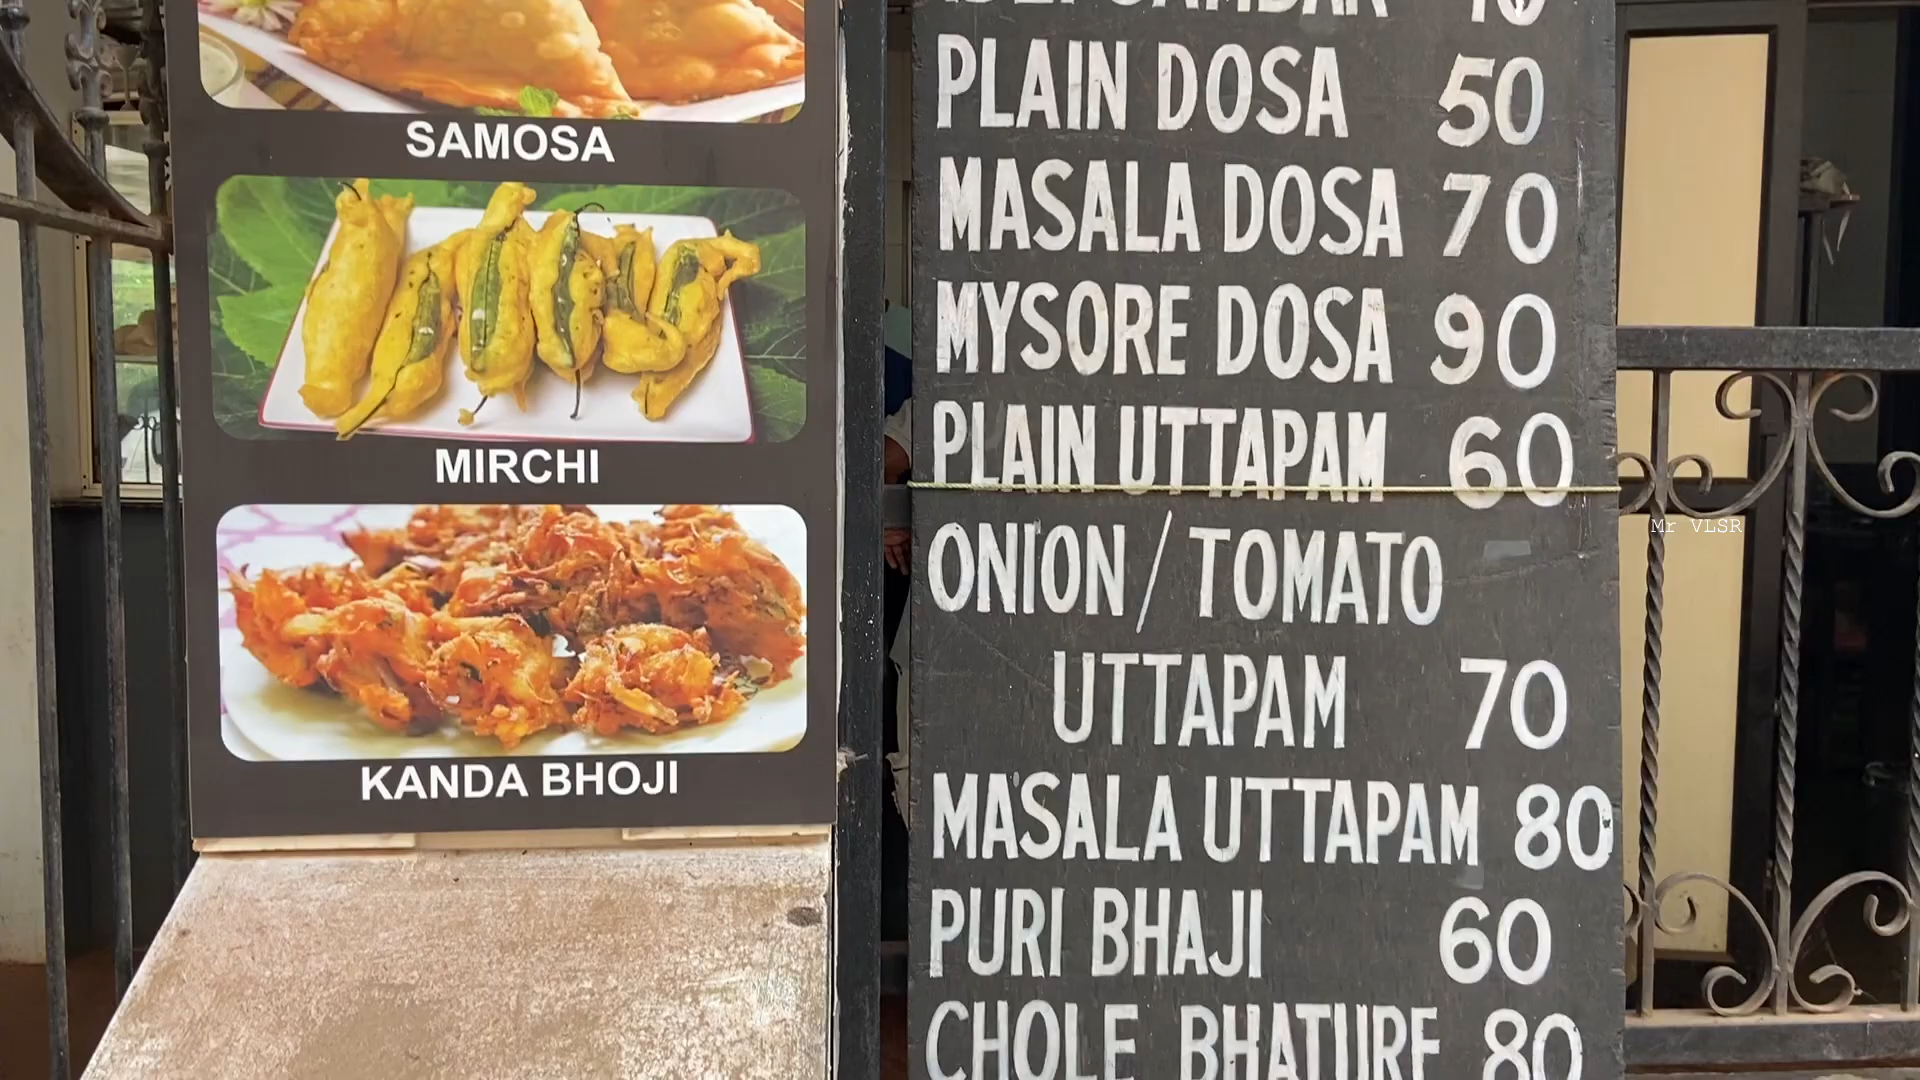 SAMOSA
MIRCHI
KANDA BHOJI
PLAIN DOSA 50
MASALA DOSA 70
MYSORE DOSA 90
PLAIN UTTAPAM 60
ONION / TOMATO
UTTAPAM 70
MASALA UTTAPAM 80
PURI BHAJI 60
CHOLE BHATURE 80
Mr VLSR